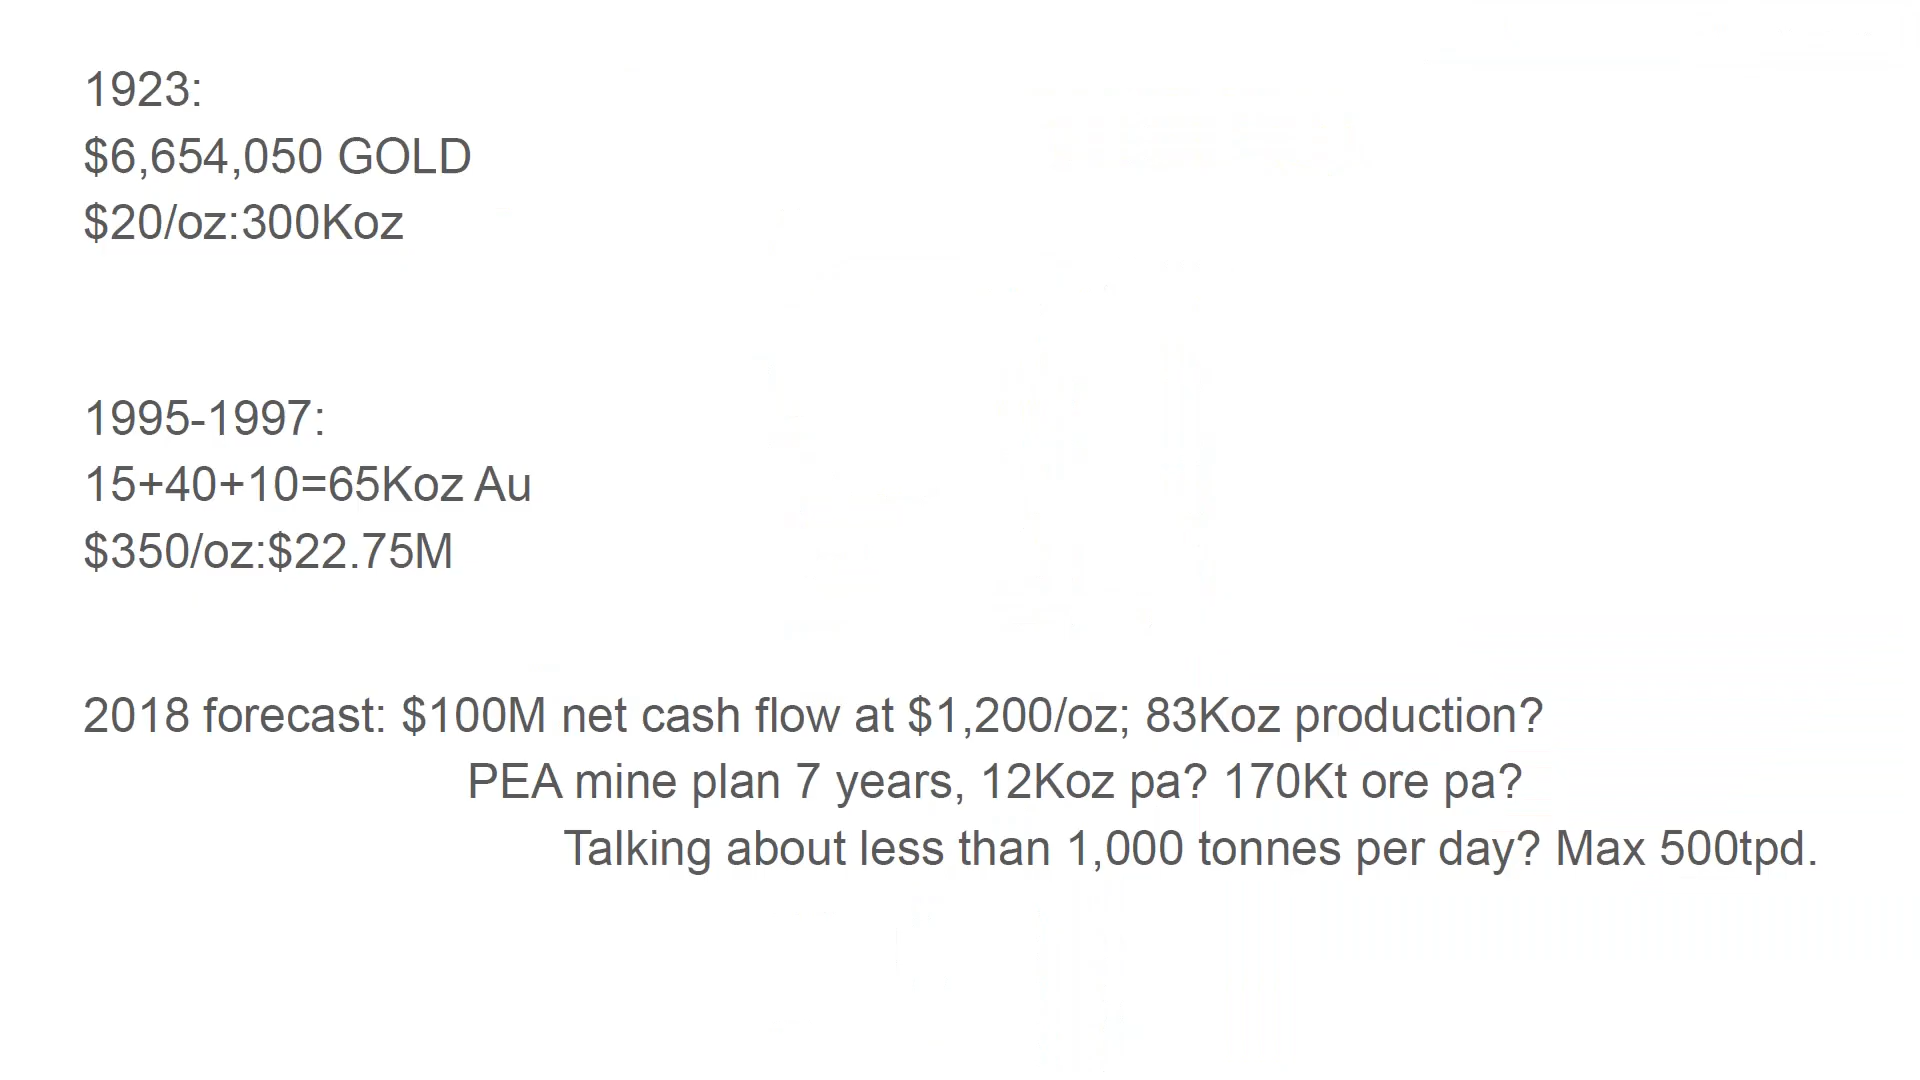 1923:
$6,654,050 GOLD
$20/oz:300Koz
1995-1997:
15+40+10=65Koz Au
$350/oz:$22.75M
2018 forecast: $100M net cash flow at $1,200/oz; 83Koz production?
PEA mine plan 7 years, 12Koz pa? 170Kt ore pa?
Talking about less than 1,000 tonnes per day? Max 500tpd.